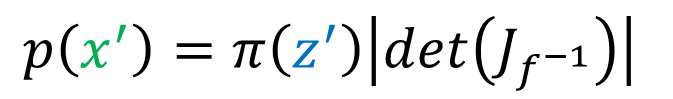 p(x′) = π(z′)|det(J_{f−1})|